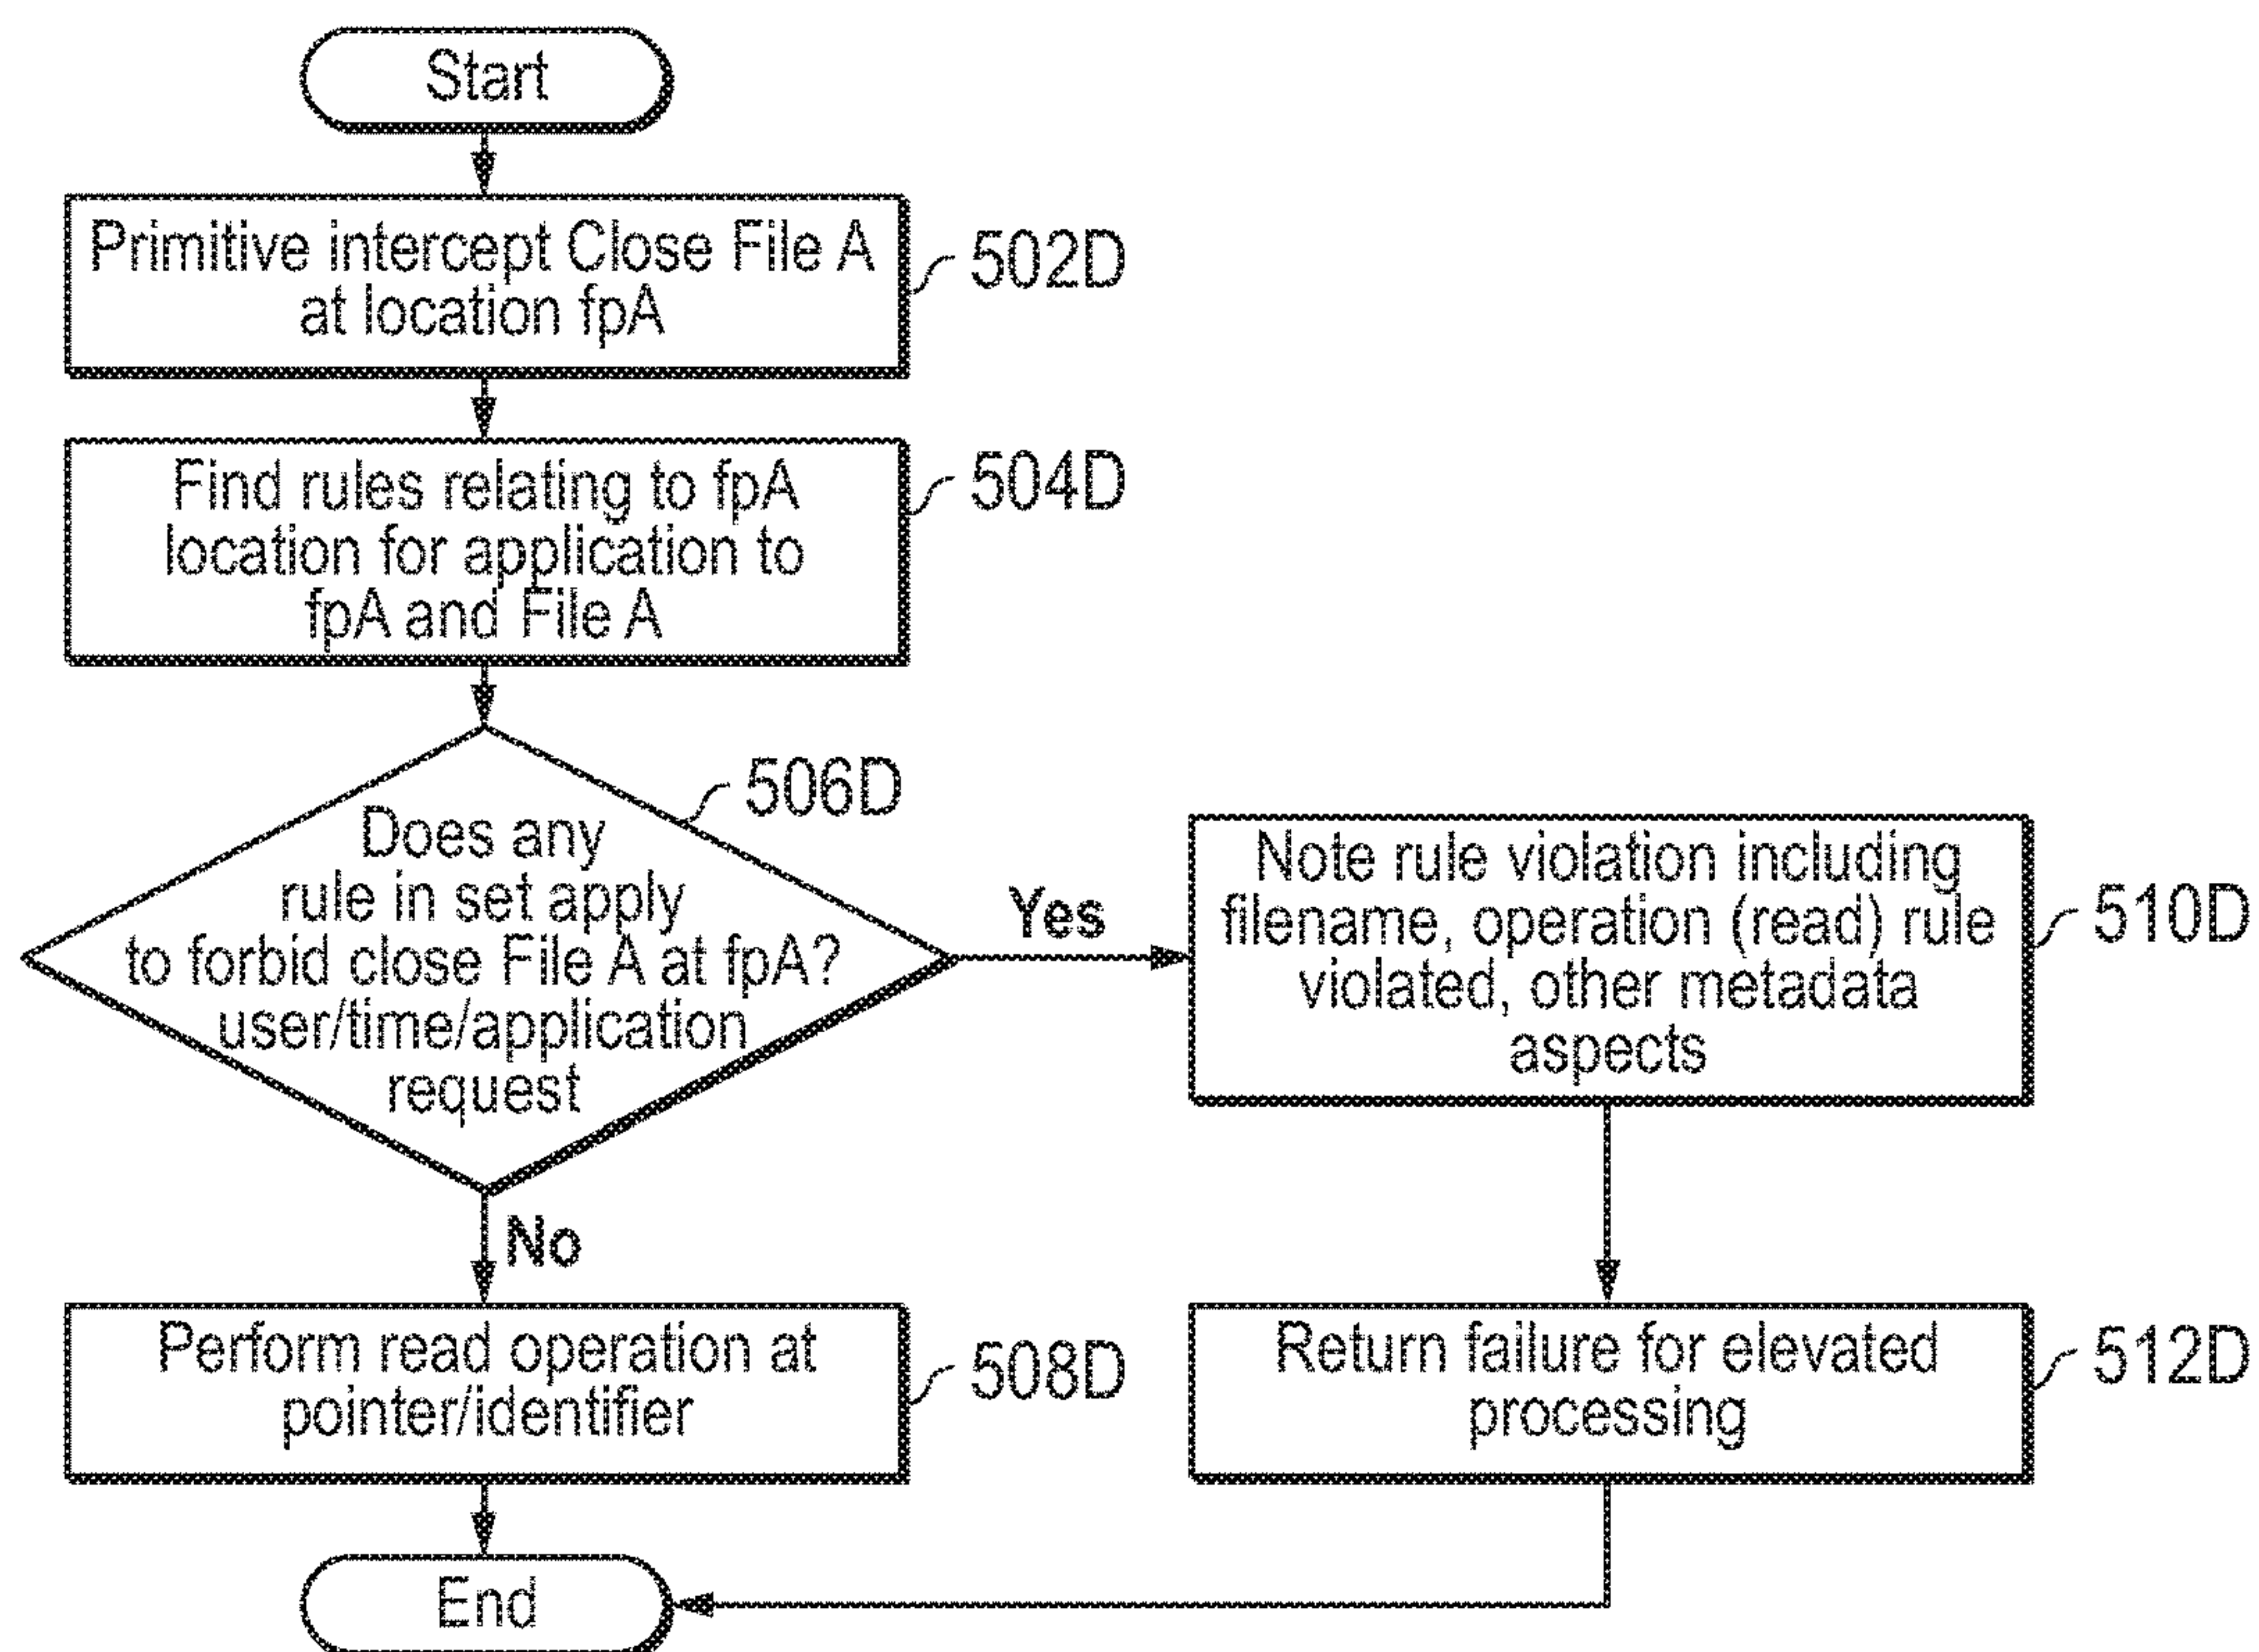 Start
Primitive intercept Close File A
at location fpA
502D
Find rules relating to fpA
location for application to
fpA and File A
504D
506D
Does any
rule in set apply
to forbid close File A at fpA?
user/time/application
request
Yes
Note rule violation including
filename, operation (read) rule
violated, other metadata
aspects
510D
No
Perform read operation at
pointer/identifier
508D
Return failure for elevated
processing
512D
End